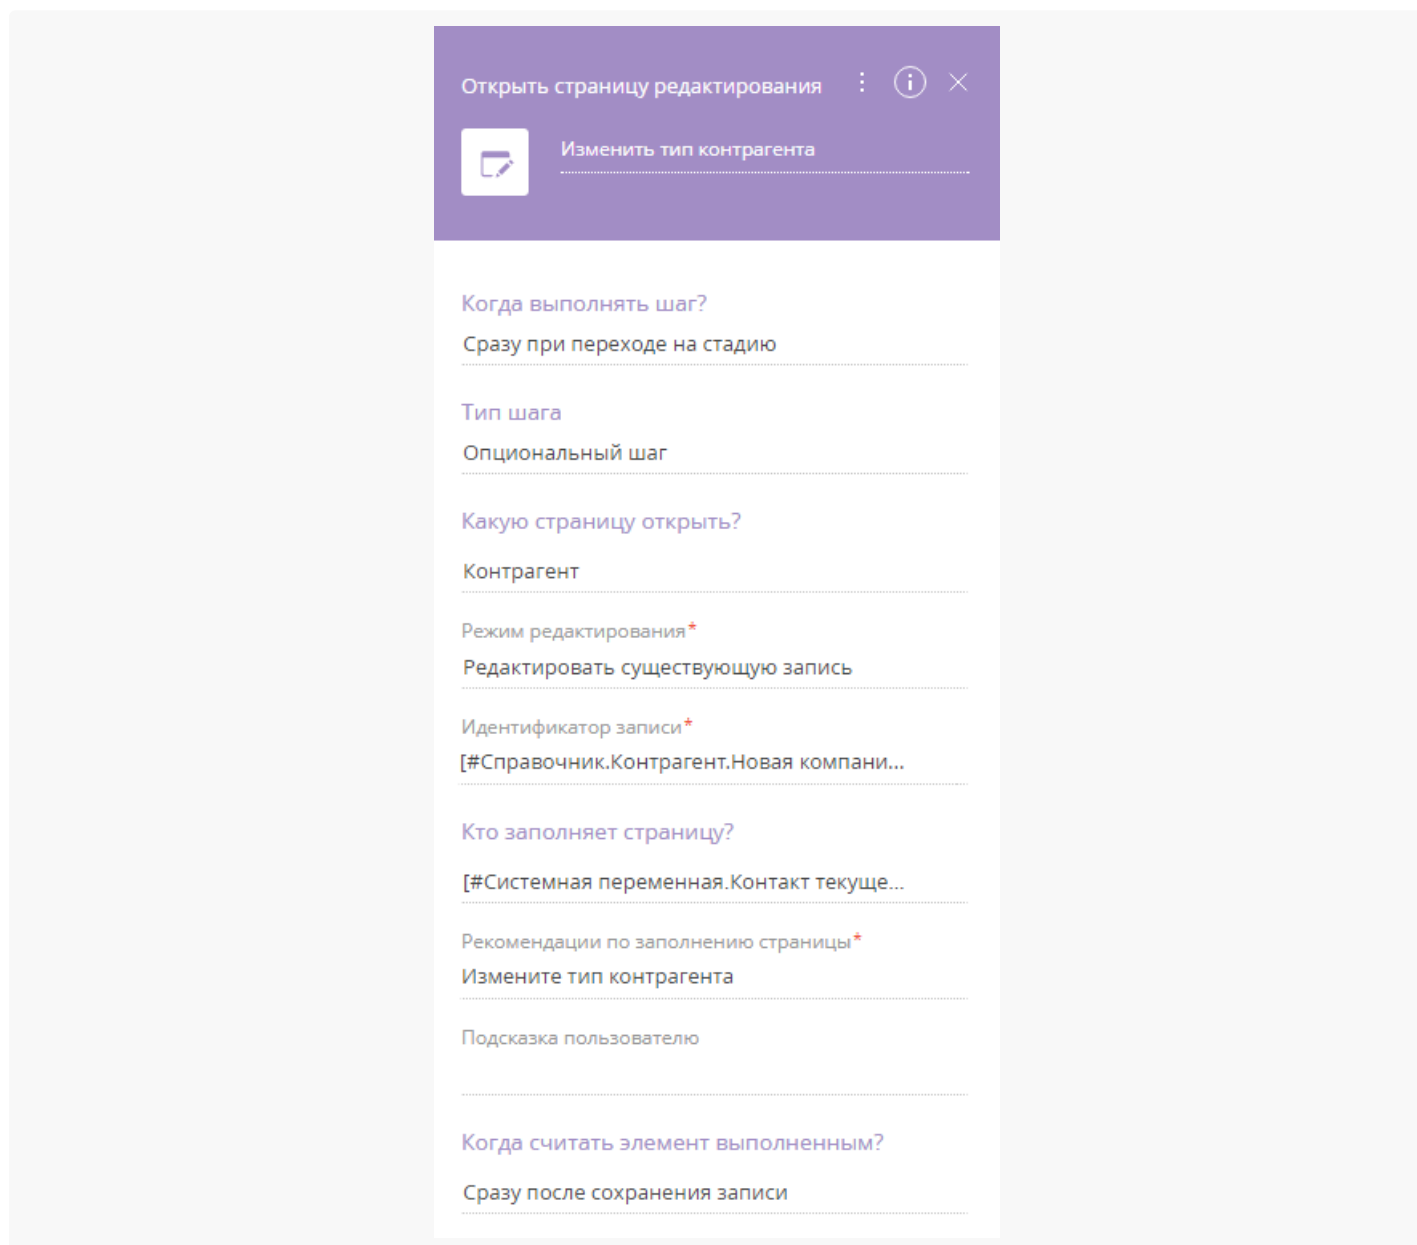 Открыть страницу редактирования
Изменить тип контрагента
Когда выполнять шаг?
Сразу при переходе на стадию
Тип шага
Опциональный шаг
Какую страницу открыть?
Контрагент
Режим редактирования*
Редактировать существующую запись
Идентификатор записи*
[#Справочник.Контрагент.Новая компани...
Кто заполняет страницу?
[#Системная переменная.Контакт текуще...
Рекомендации по заполнению страницы*
Измените тип контрагента
Подсказка пользователю
Когда считать элемент выполненным?
Сразу после сохранения записи